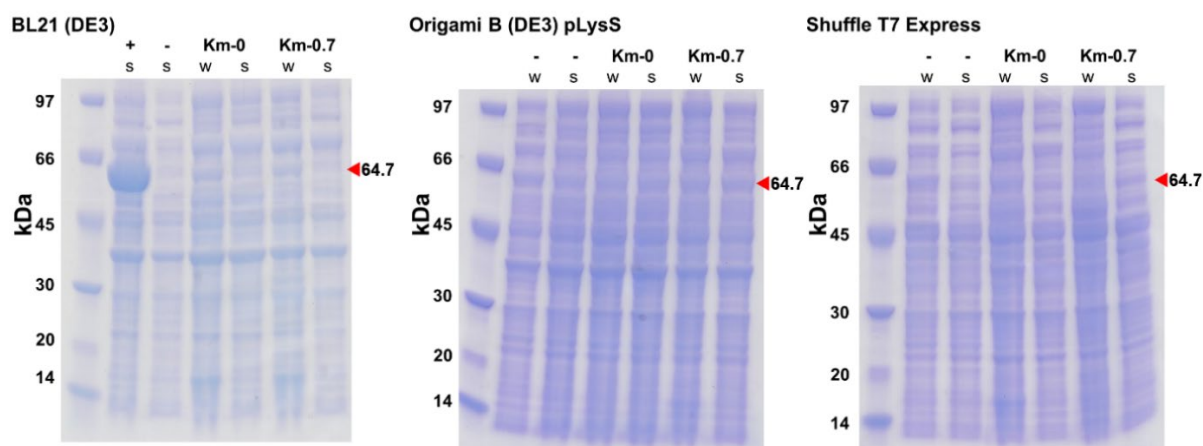 BL21 (DE3)
+ - Km-0 Km-0.7
s s w s w s
97
66
45
30
20
14
kDa
64.7
Origami B (DE3) pLysS
- - Km-0 Km-0.7
w s w s w s
97
66
45
30
20
14
kDa
64.7
Shuffle T7 Express
- - Km-0 Km-0.7
w s w s w s
97
66
45
30
20
14
kDa
64.7